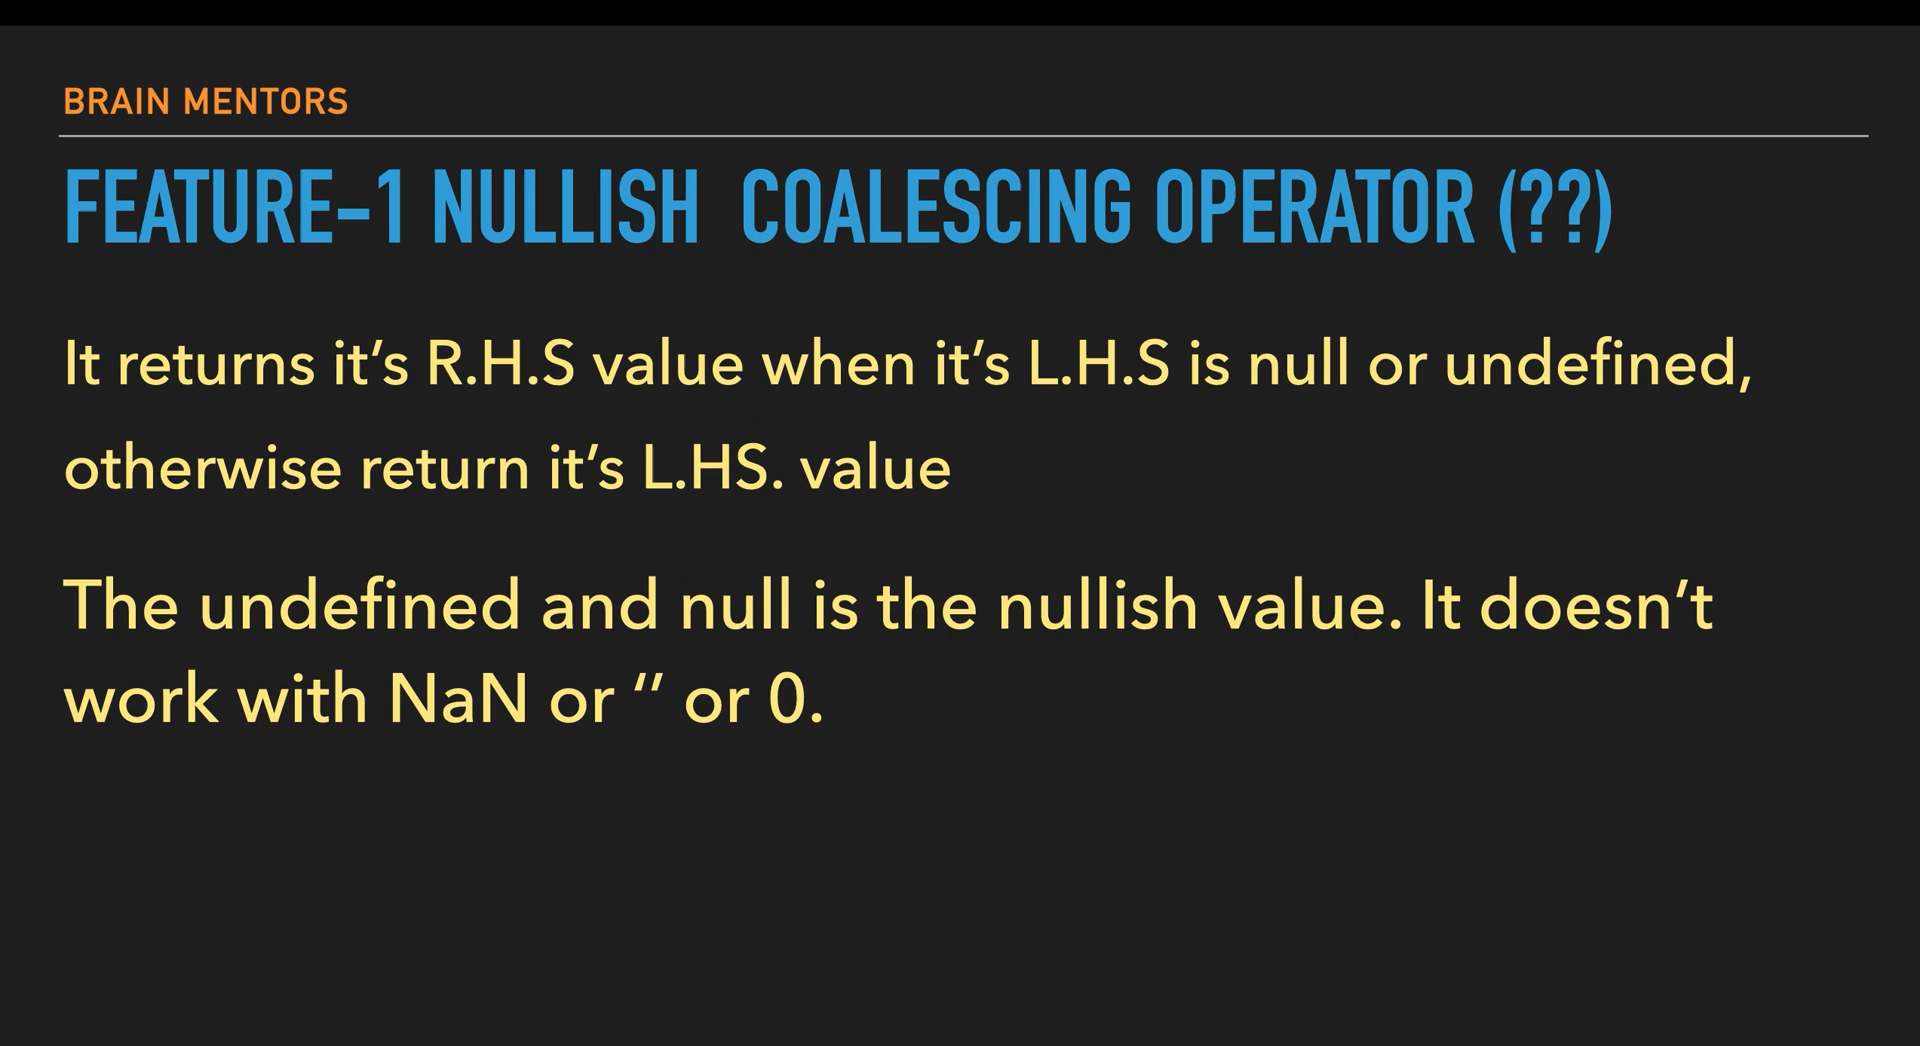 BRAIN MENTORS
FEATURE-1 NULLISH COALESCING OPERATOR (??)
It returns it’s R.H.S value when it’s L.H.S is null or undefined,
otherwise return it’s L.HS. value
The undefined and null is the nullish value. It doesn’t
work with NaN or ‘’ or 0.